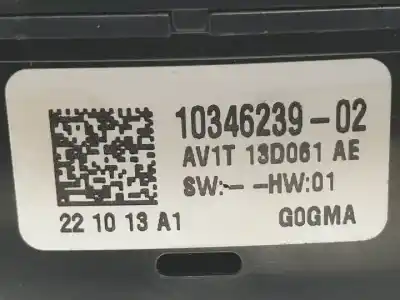 10346239-02
AV1T 13D061 AE
SW:- -HW:01
22 10 13 A1
G0GMA